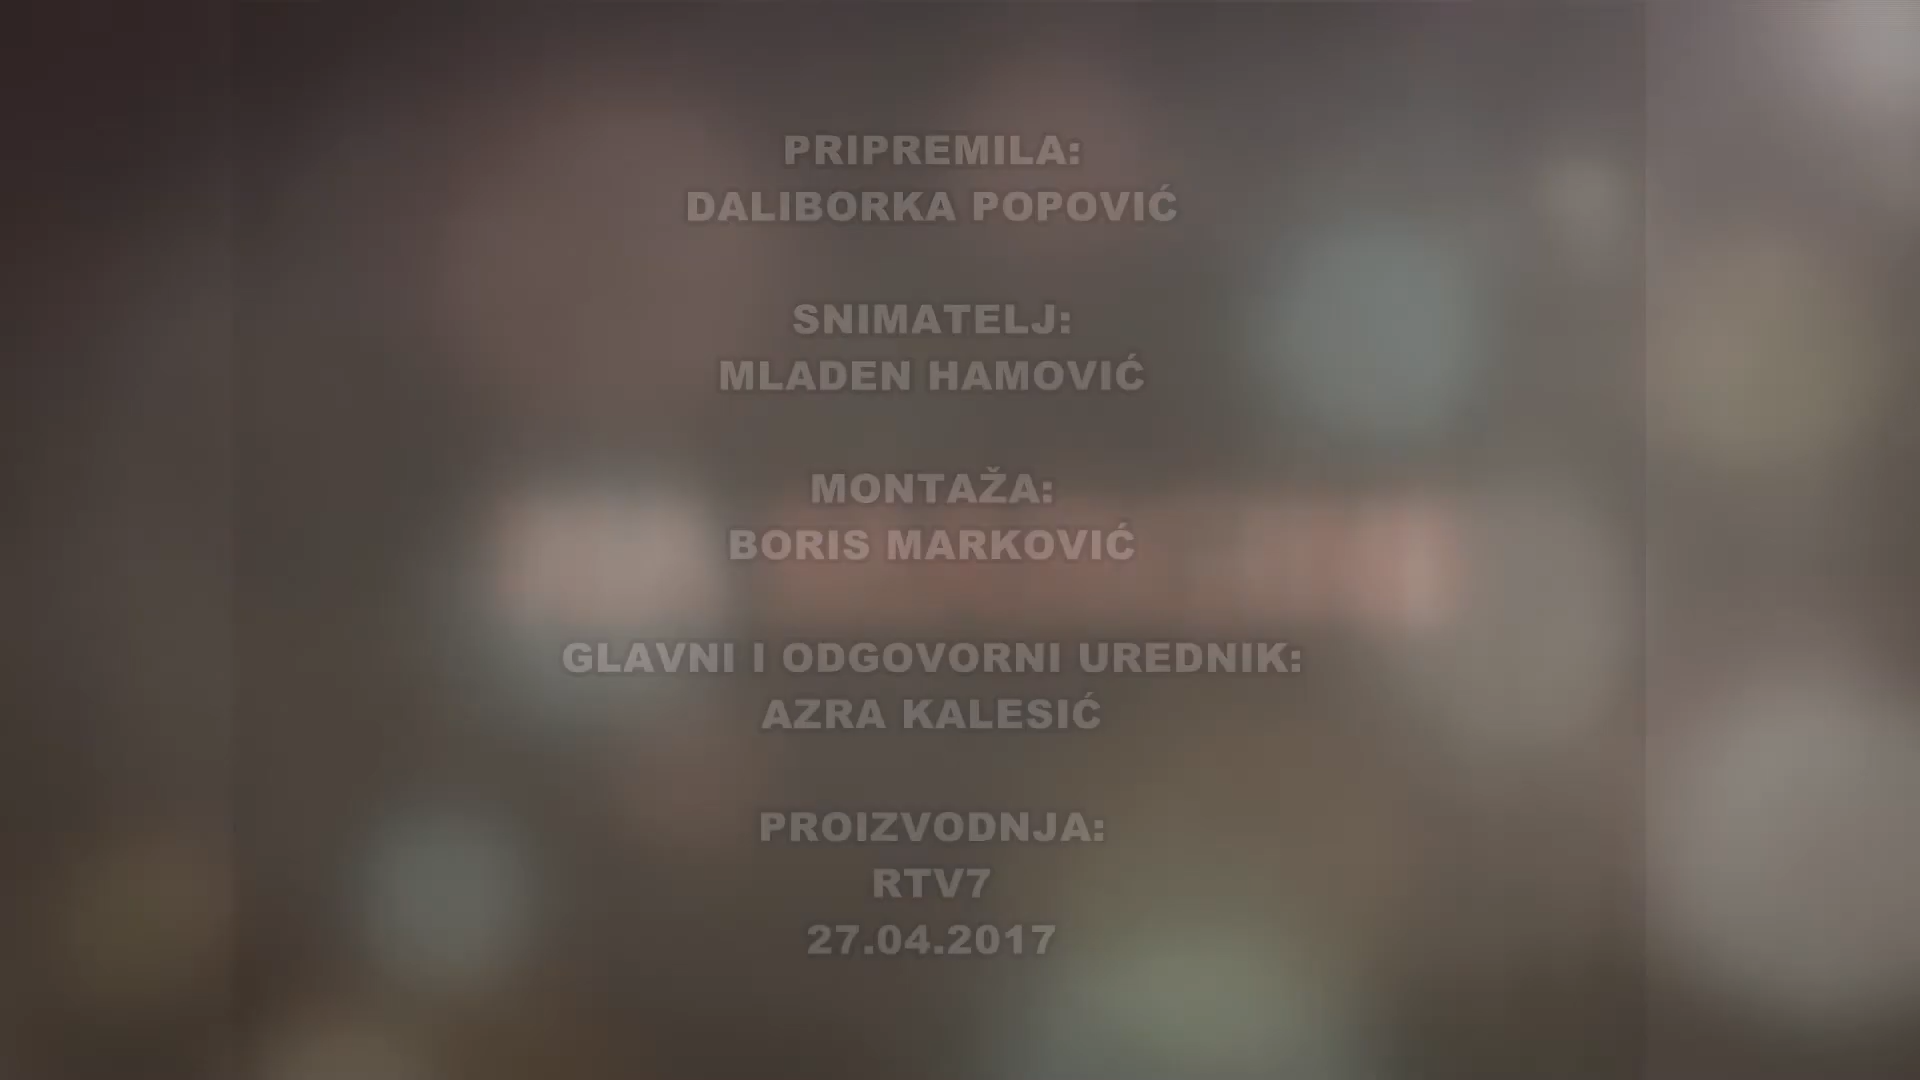 PRIPREMILA:
DALIBORKA POPOVIĆ
SNIMATELJ:
MLADEN HAMOVIĆ
MONTAŽA:
BORIS MARKOVIĆ
GLAVNI I ODGOVORNI UREDNIK:
AZRA KALESIĆ
PROIZVODNJA:
RTV7
27.04.2017